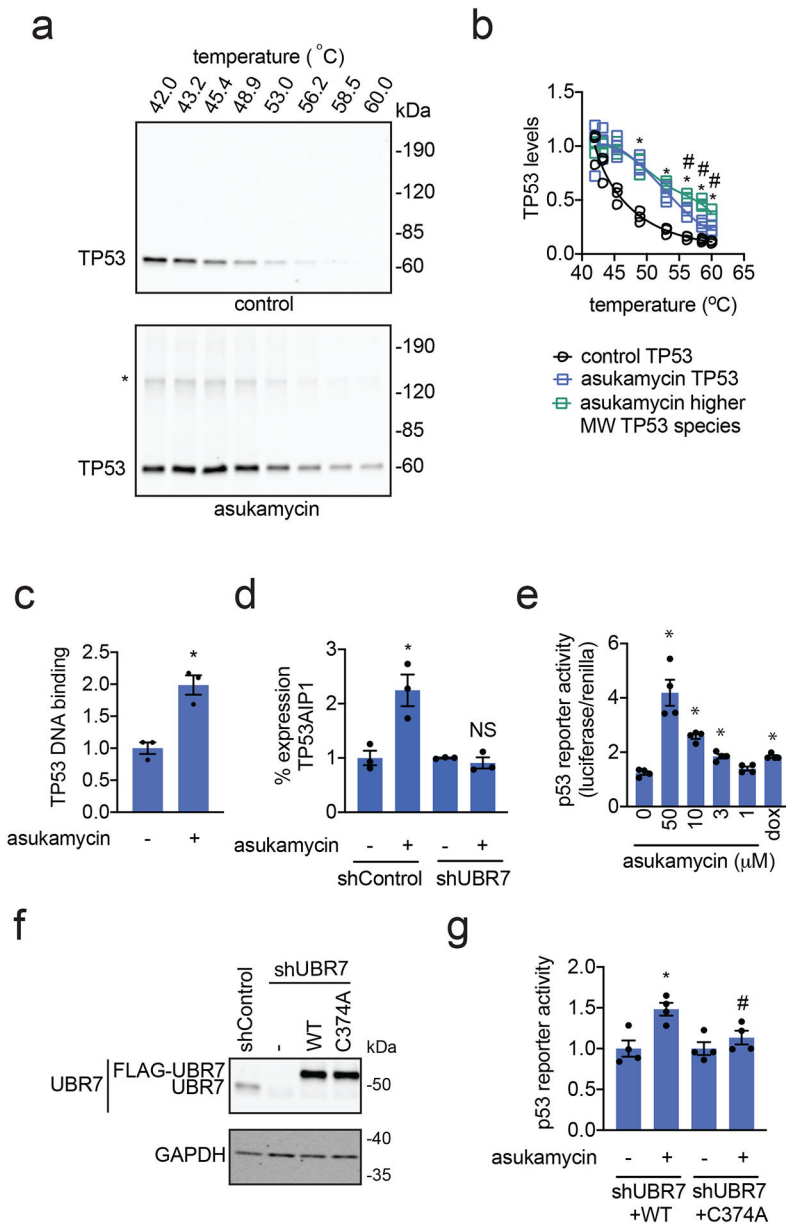 a
temperature (°C)
42.0 43.2 45.4 48.9 53.0 56.2 58.5 60.0
kDa
-190
-120
-85
TP53
-60
control
-190
*
-120
-85
TP53
-60
asukamycin
b
TP53 levels
1.5
1.0
0.5
0.0
* * # * # * # *
40 45 50 55 60 65
temperature (°C)
control TP53
asukamycin TP53
asukamycin higher
MW TP53 species
c
TP53 DNA binding
2.5
2.0
1.5
1.0
0.5
0.0
*
asukamycin - +
d
% expression
TP53AIP1
3
2
1
0
*
NS
asukamycin - + - +
shControl shUBR7
e
p53 reporter activity
(luciferase/renilla)
6
4
2
0
* * * *
0 50 10 3 1 dox
asukamycin (μM)
f
shUBR7
shControl - WT C374A
kDa
UBR7
FLAG-UBR7
UBR7
-50
-40
GAPDH
-35
g
p53 reporter activity
2.0
1.5
1.0
0.5
0.0
*
#
asukamycin - + - +
shUBR7 shUBR7
+WT +C374A